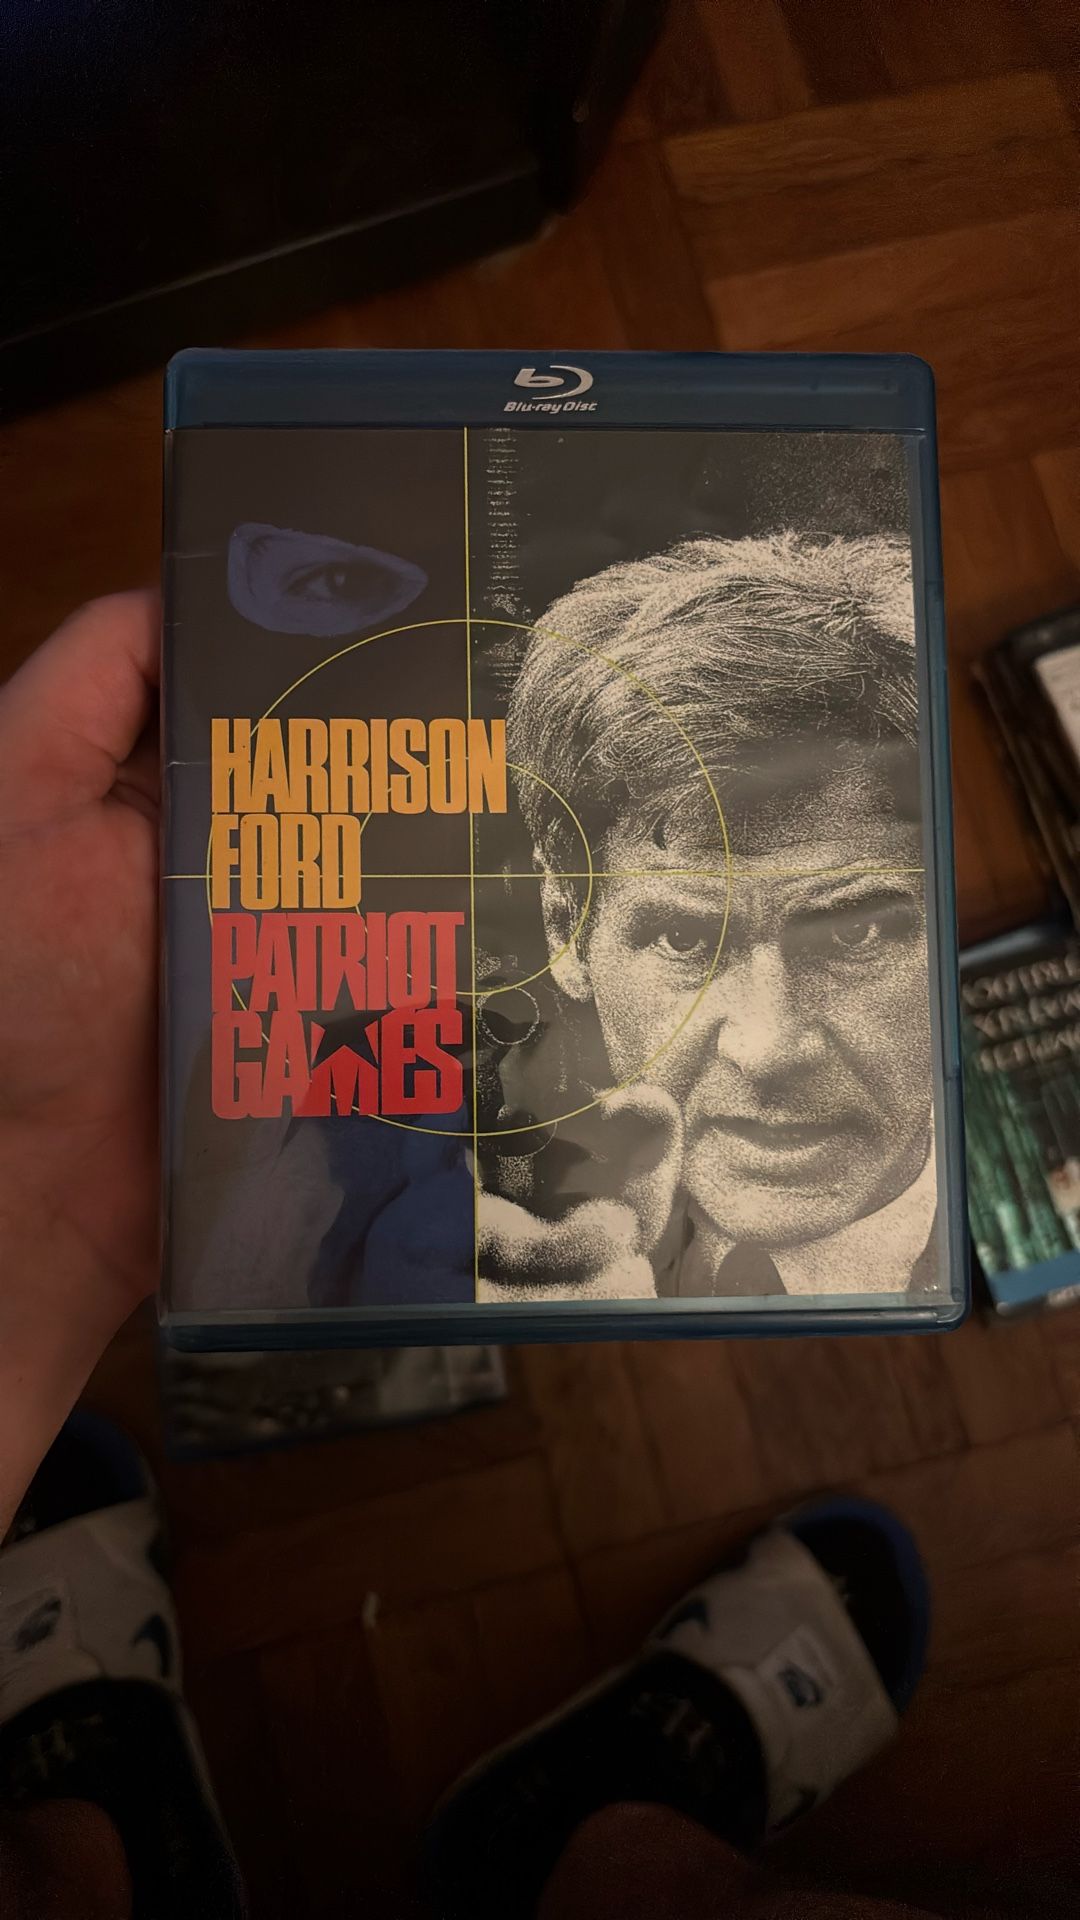 Blu-ray Disc
HARRISON
FORD
PATRIOT
GAMES